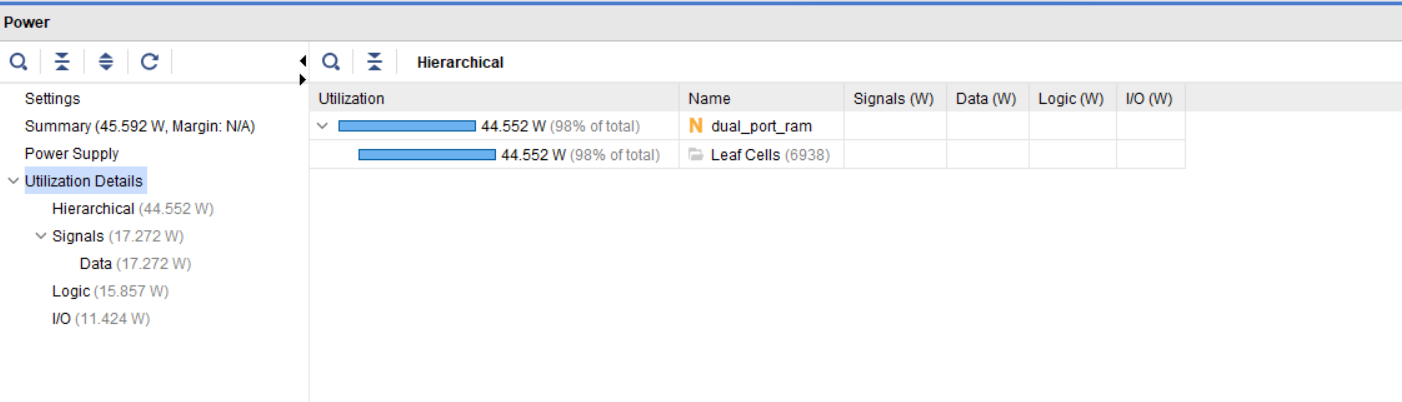 Power
Hierarchical
Settings
Summary (45.592 W, Margin: N/A)
Power Supply
Utilization Details
Hierarchical (44.552 W)
Signals (17.272 W)
Data (17.272 W)
Logic (15.857 W)
I/O (11.424 W)
Utilization Name Signals (W) Data (W) Logic (W) I/O (W)
44.552 W (98% of total) N dual_port_ram
44.552 W (98% of total) Leaf Cells (6938)